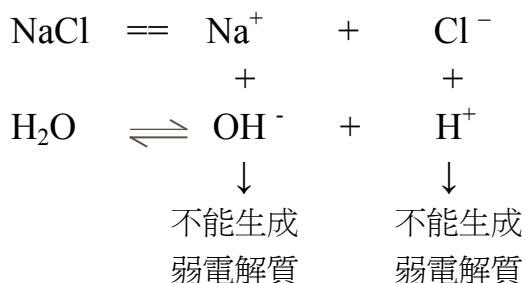 NaCl == Na⁺ + Cl⁻
+ +
H₂O ⇌ OH⁻ + H⁺
↓ ↓
不能生成 不能生成
弱電解質 弱電解質